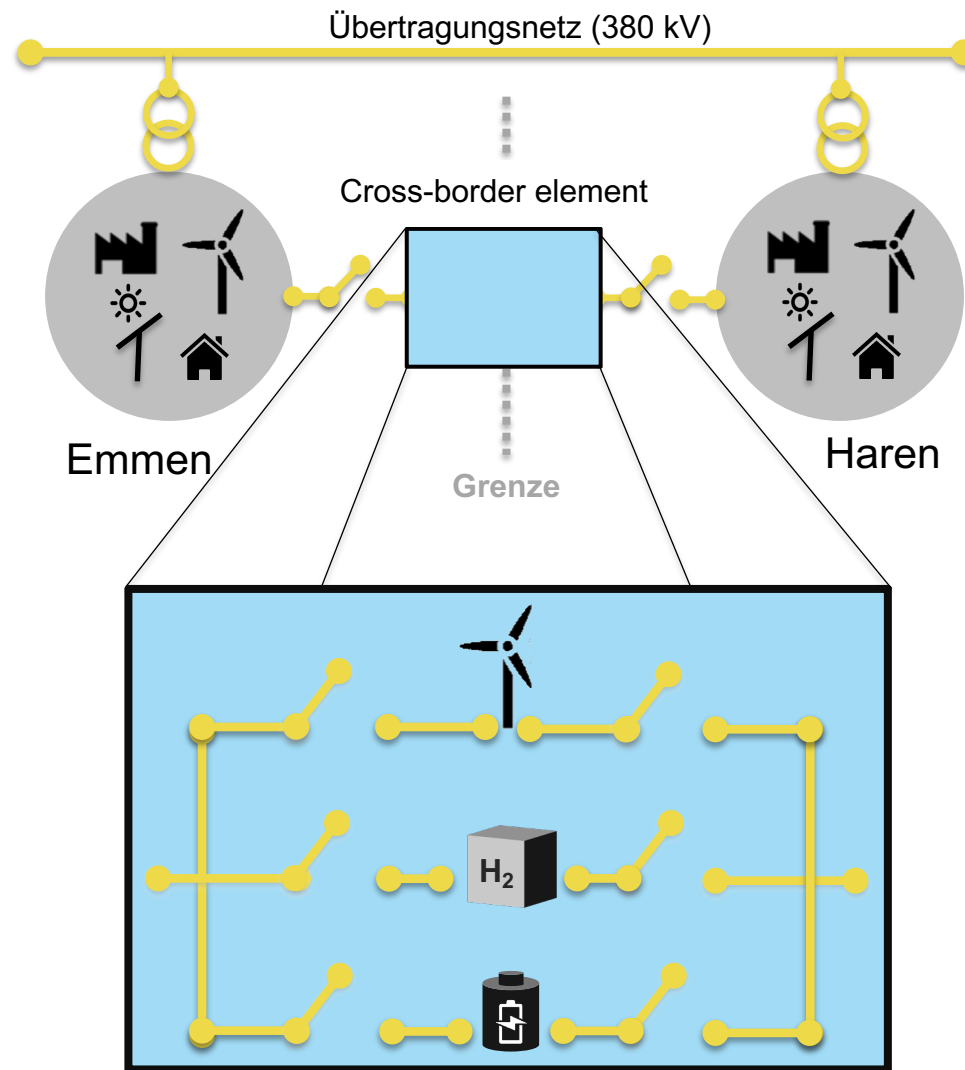 Übertragungsnetz (380 kV)
Cross-border element
Emmen
Haren
Grenze
H₂